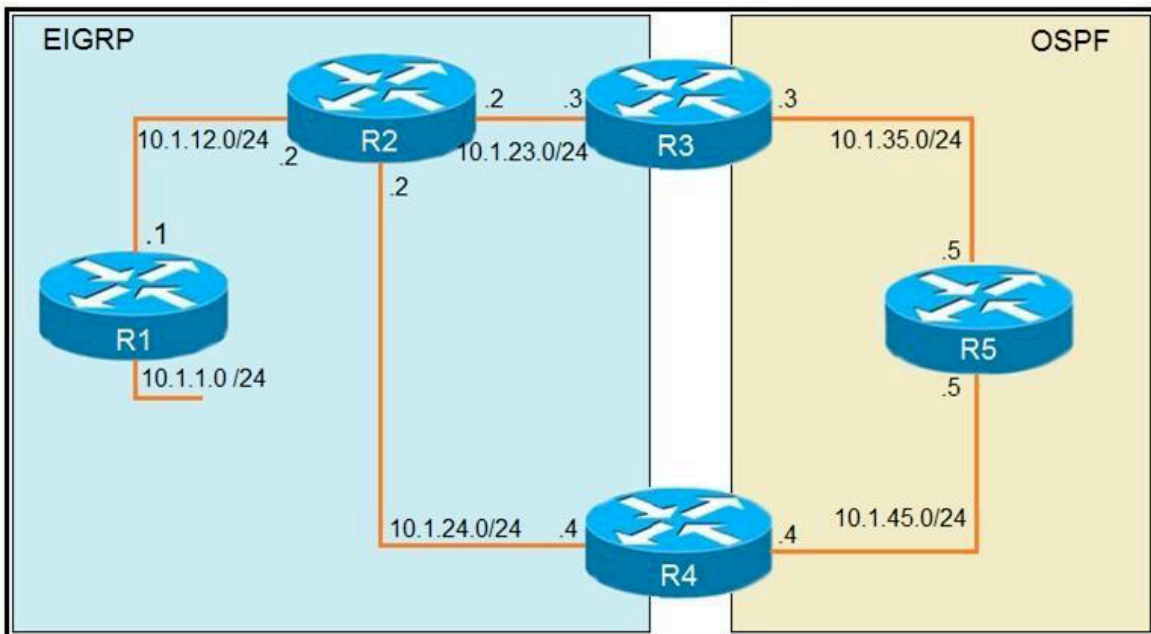 EIGRP
OSPF
.2
.3
.3
10.1.12.0/24
R2
10.1.23.0/24
R3
10.1.35.0/24
.2
.2
.1
.5
R1
R5
10.1.1.0 /24
.5
10.1.24.0/24
.4
.4
10.1.45.0/24
R4